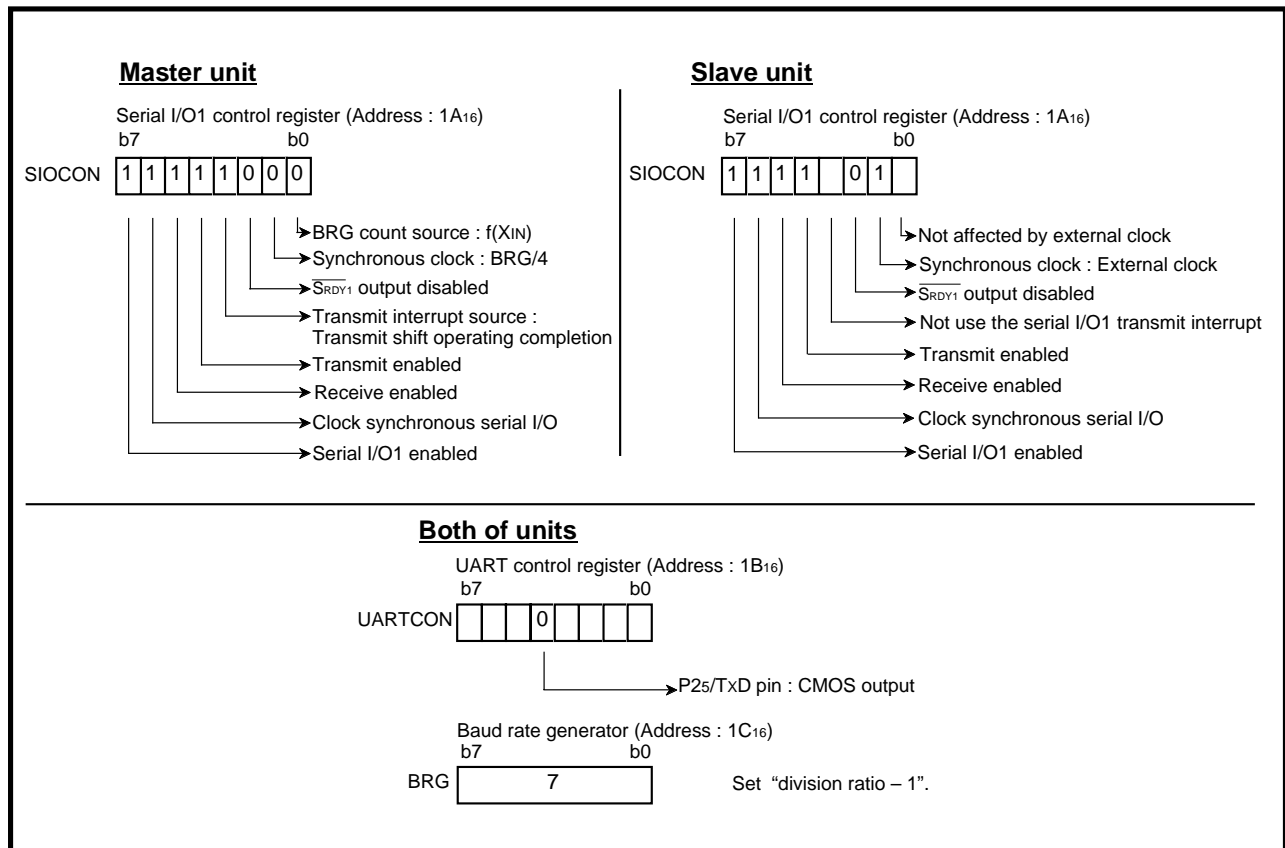 Master unit
Serial I/O1 control register (Address : 1A16)
b7 b0
SIOCON 1 1 1 1 1 0 0 0
BRG count source : f(XIN)
Synchronous clock : BRG/4
SRDY1 output disabled
Transmit interrupt source :
Transmit shift operating completion
Transmit enabled
Receive enabled
Clock synchronous serial I/O
Serial I/O1 enabled
Slave unit
Serial I/O1 control register (Address : 1A16)
b7 b0
SIOCON 1 1 1 1 0 1
Not affected by external clock
Synchronous clock : External clock
SRDY1 output disabled
Not use the serial I/O1 transmit interrupt
Transmit enabled
Receive enabled
Clock synchronous serial I/O
Serial I/O1 enabled
Both of units
UART control register (Address : 1B16)
b7 b0
UARTCON 0
P25/TXD pin : CMOS output
Baud rate generator (Address : 1C16)
b7 b0
BRG 7 Set “division ratio – 1”.